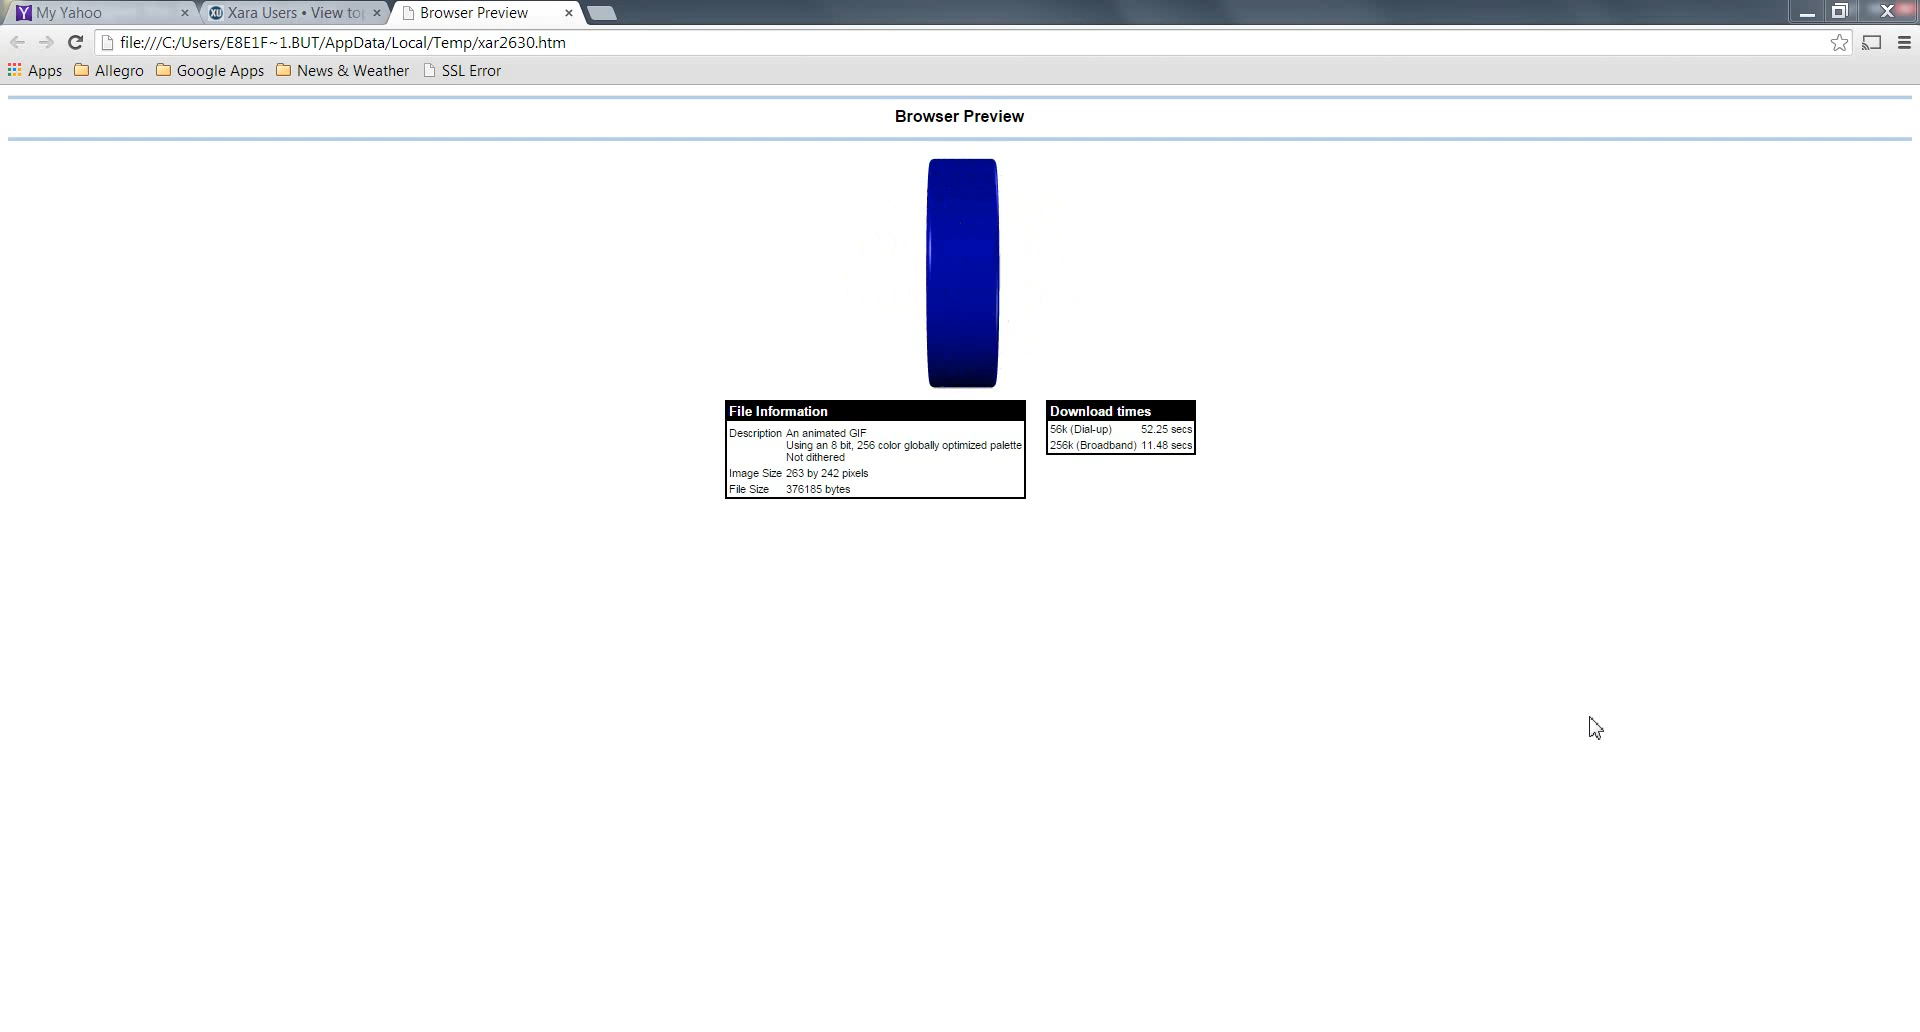 My Yahoo
Xara Users • View to
Browser Preview
file:///C:/Users/E8E1F~1.BUT/AppData/Local/Temp/xar2630.htm
Apps
Allegro
Google Apps
News & Weather
SSL Error
Browser Preview
File Information
Description An animated GIF
Using an 8 bit, 256 color globally optimized palette
Not dithered
Image Size 263 by 242 pixels
File Size 376185 bytes
Download times
56k (Dial-up) 52.25 secs
256k (Broadband) 11.48 secs